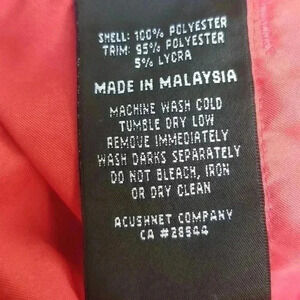 SHELL: 100% POLYESTER
TRIM: 95% POLYESTER
5% LYCRA
MADE IN MALAYSIA
MACHINE WASH COLD
TUMBLE DRY LOW
REMOVE IMMEDIATELY
WASH DARKS SEPARATELY
DO NOT BLEACH, IRON
OR DRY CLEAN
ACUSHNET COMPANY
CA #28544